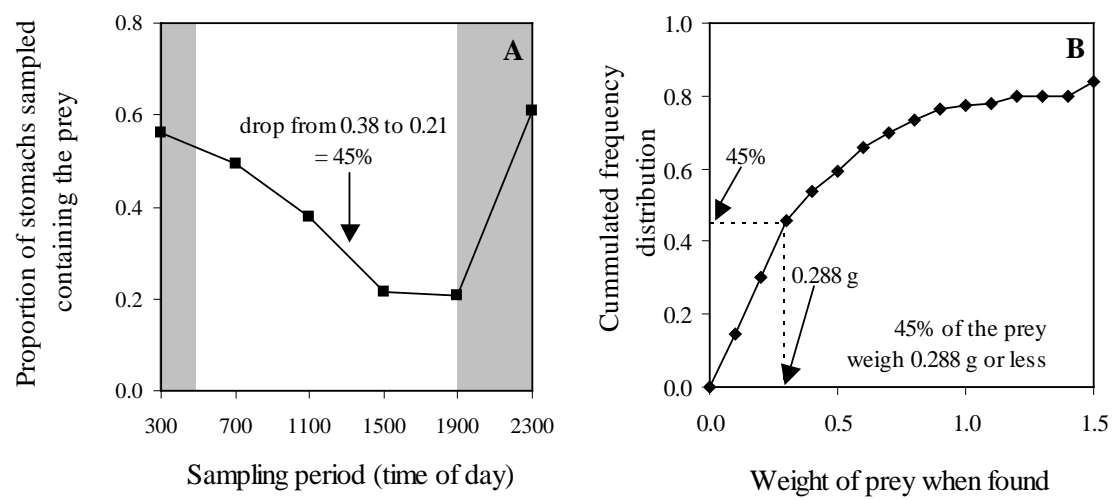 Proportion of stomachs sampled
containing the prey
0.8
0.6
0.4
0.2
0.0
A
drop from 0.38 to 0.21
= 45%
300
700
1100
1500
1900
2300
Sampling period (time of day)
Cummulated frequency
distribution
1.0
0.8
0.6
0.4
0.2
0.0
B
45%
0.288 g
45% of the prey
weigh 0.288 g or less
0.0
0.5
1.0
1.5
Weight of prey when found